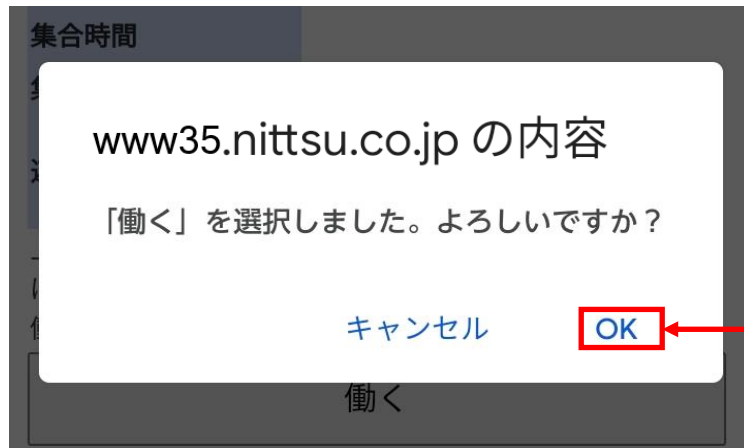 集合時間
www35.nittsu.co.jp の内容
「働く」を選択しました。よろしいですか？
キャンセル
OK
働く